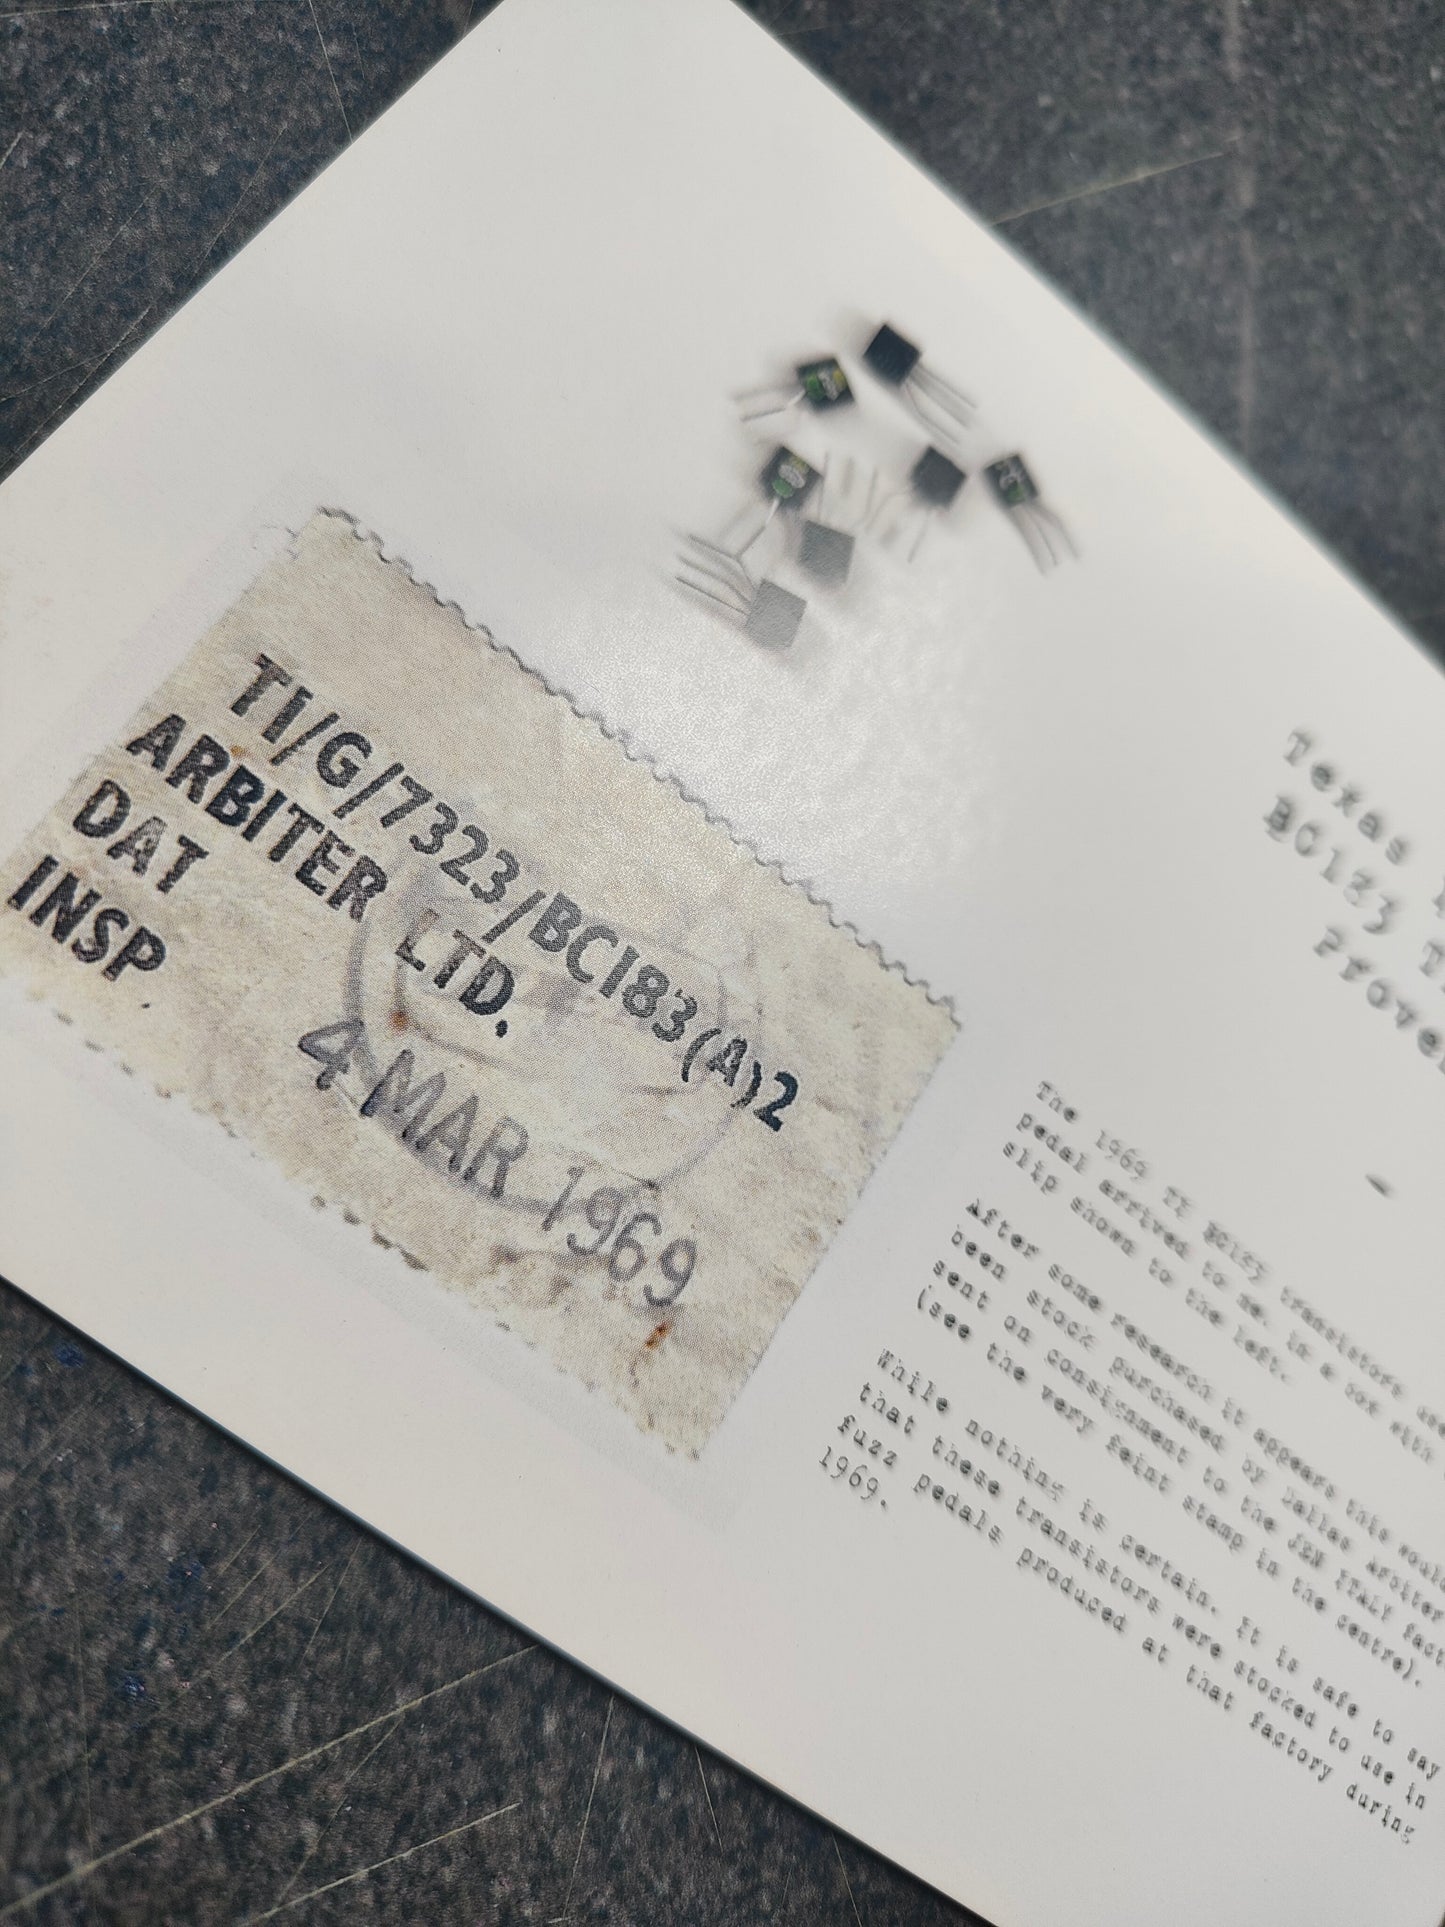 TI/G/7323/BC183(A)2
ARBITER LTD.
DAT
INSP
4 MAR 1969
Texas
BC183
The 1969 TI BC183 transistors
pedal arrived to me. in a box with
slip shown to the left.
After some research it appears this would
been stock purchased by Dallas Arbiter
sent on consignment to the JEN ITALY
(see the very feint stamp in the centre).
While nothing is certain. It is safe to say
that these transistors were stocked to use in
fuzz pedals produced at that factory during
1969.